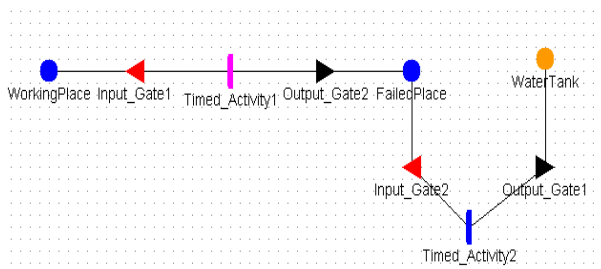 WorkingPlace Input_Gate1 Timed_Activity1 Output_Gate2 FailedPlace WaterTank
Input_Gate2 Output_Gate1
Timed_Activity2